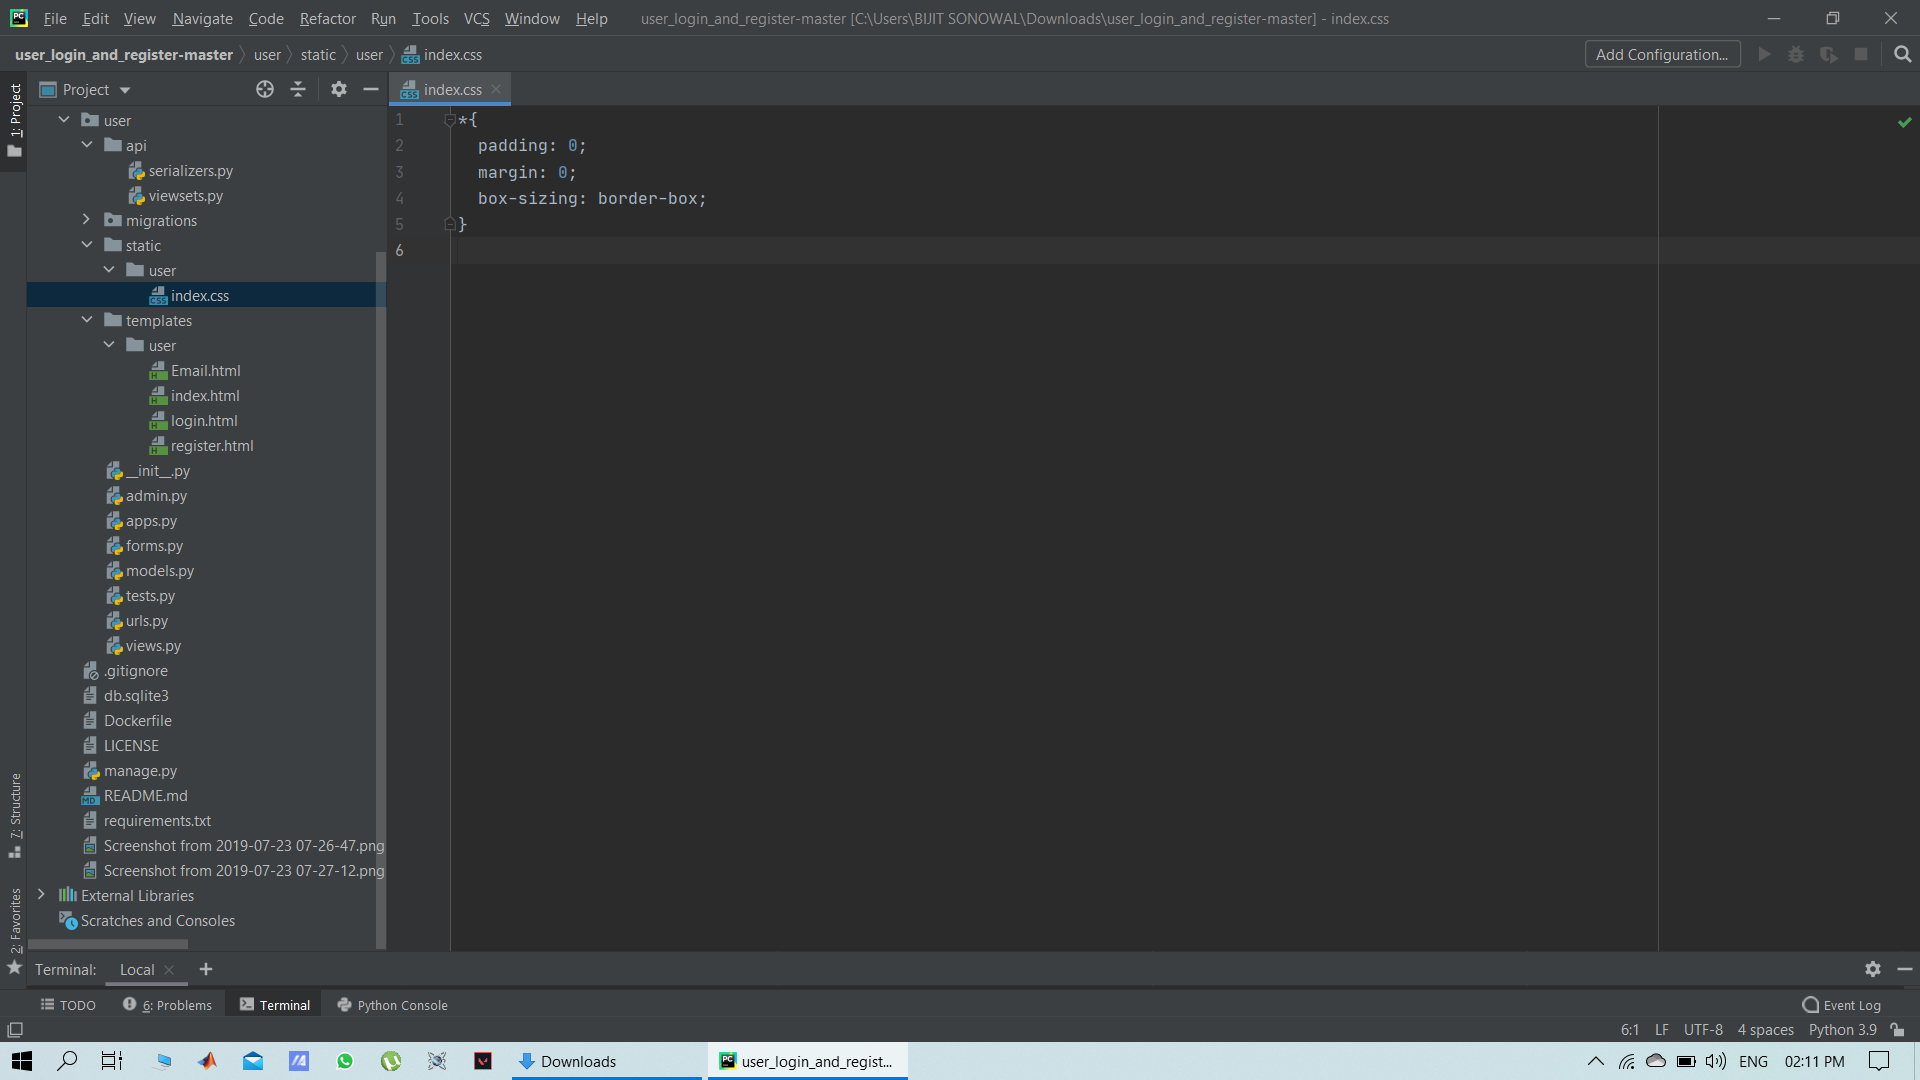 File Edit View Navigate Code Refactor Run Tools VCS Window Help user_login_and_register-master [C:\Users\BIJIT SONOWAL\Downloads\user_login_and_register-master] - index.css
user_login_and_register-master user static user index.css Add Configuration...
1: Project
Project
index.css
user
api
serializers.py
viewsets.py
migrations
static
user
index.css
templates
user
Email.html
index.html
login.html
register.html
__init__.py
admin.py
apps.py
forms.py
models.py
tests.py
urls.py
views.py
.gitignore
db.sqlite3
Dockerfile
LICENSE
manage.py
README.md
requirements.txt
Screenshot from 2019-07-23 07-26-47.png
Screenshot from 2019-07-23 07-27-12.png
External Libraries
Scratches and Consoles
1 *{
2 padding: 0;
3 margin: 0;
4 box-sizing: border-box;
5 }
6
7: Structure
2: Favorites
Terminal: Local
TODO 6: Problems Terminal Python Console Event Log
6:1 LF UTF-8 4 spaces Python 3.9
Downloads user_login_and_regist... ENG 02:11 PM